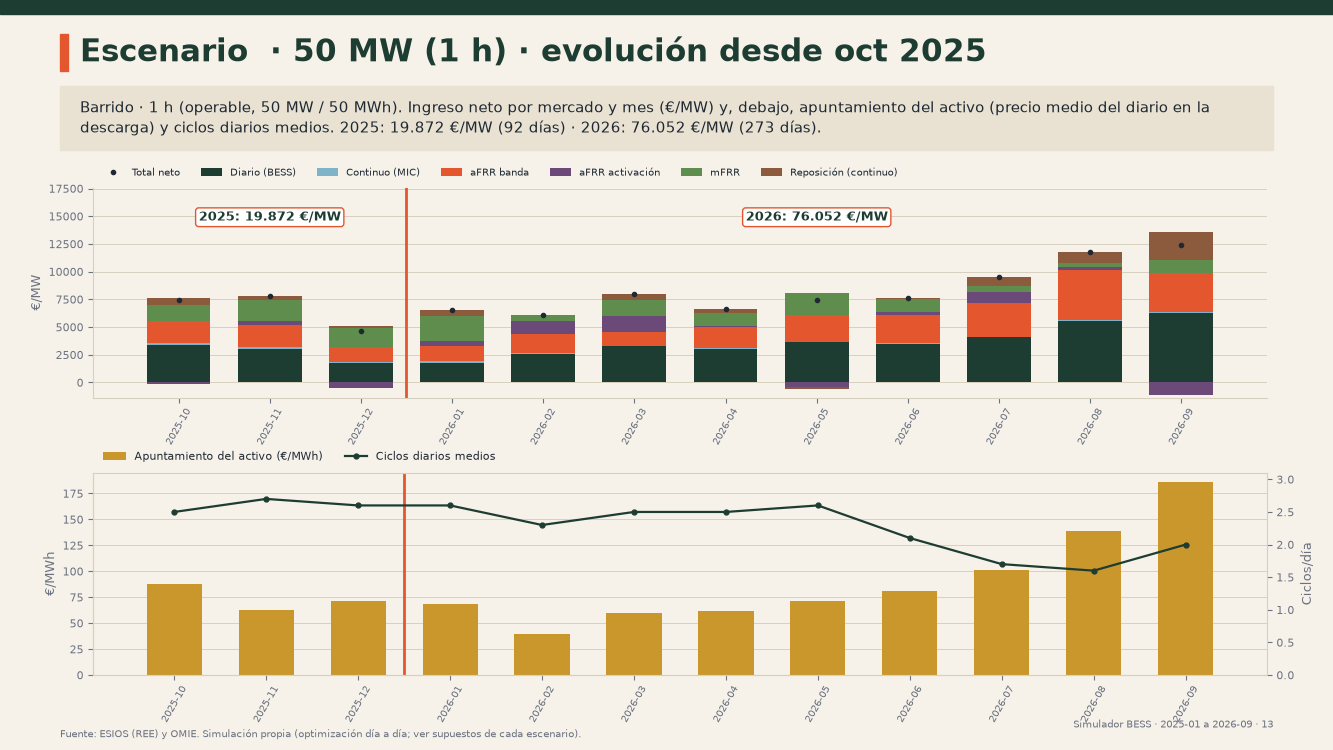 Escenario · 50 MW (1 h) · evolución desde oct 2025
Barrido · 1 h (operable, 50 MW / 50 MWh). Ingreso neto por mercado y mes (€/MW) y, debajo, apuntamiento del activo (precio medio del diario en la
descarga) y ciclos diarios medios. 2025: 19.872 €/MW (92 días) · 2026: 76.052 €/MW (273 días).
Total neto Diario (BESS) Continuo (MIC) aFRR banda aFRR activación mFRR Reposición (continuo)
17500
15000
12500
10000
7500
5000
2500
0
€/MW
2025: 19.872 €/MW
2026: 76.052 €/MW
2025-10 2025-11 2025-12 2026-01 2026-02 2026-03 2026-04 2026-05 2026-06 2026-07 2026-08 2026-09
Apuntamiento del activo (€/MWh) Ciclos diarios medios
175
150
125
100
75
50
25
0
€/MWh
3.0
2.5
2.0
1.5
1.0
0.5
0.0
Ciclos/día
2025-10 2025-11 2025-12 2026-01 2026-02 2026-03 2026-04 2026-05 2026-06 2026-07 2026-08 2026-09
Simulador BESS · 2025-01 a 2026-09 · 13
Fuente: ESIOS (REE) y OMIE. Simulación propia (optimización día a día; ver supuestos de cada escenario).